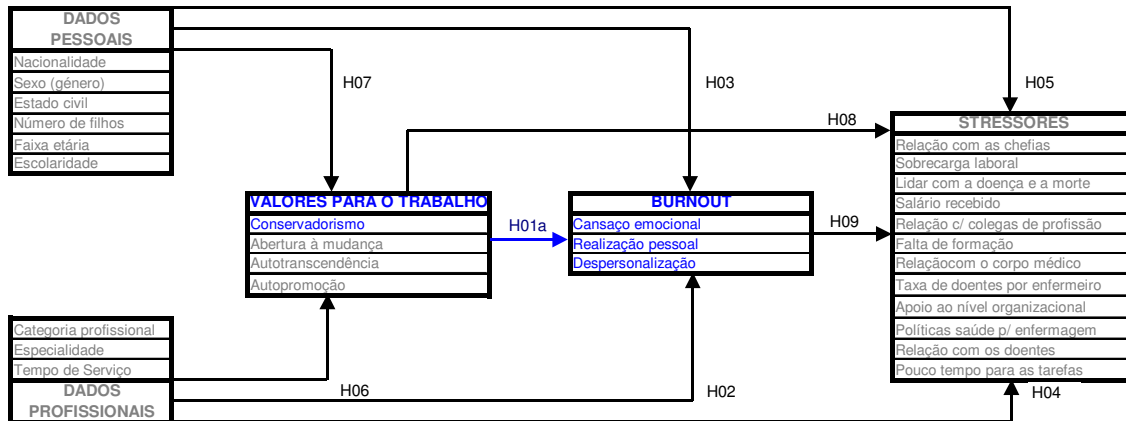 DADOS
PESSOAIS
Nacionalidade
Sexo (género)
Estado civil
Número de filhos
Faixa etária
Escolaridade
H07
H03
H05
H08
STRESSORES
Relação com as chefias
Sobrecarga laboral
Lidar com a doença e a morte
Salário recebido
Relação c/ colegas de profissão
Falta de formação
Relaçãocom o corpo médico
Taxa de doentes por enfermeiro
Apoio ao nível organizacional
Políticas saúde p/ enfermagem
Relação com os doentes
Pouco tempo para as tarefas
VALORES PARA O TRABALHO
Conservadorismo
Abertura à mudança
Autotranscendência
Autopromoção
H01a
BURNOUT
Cansaço emocional
Realização pessoal
Despersonalização
H09
Categoria profissional
Especialidade
Tempo de Serviço
DADOS
PROFISSIONAIS
H06
H02
H04